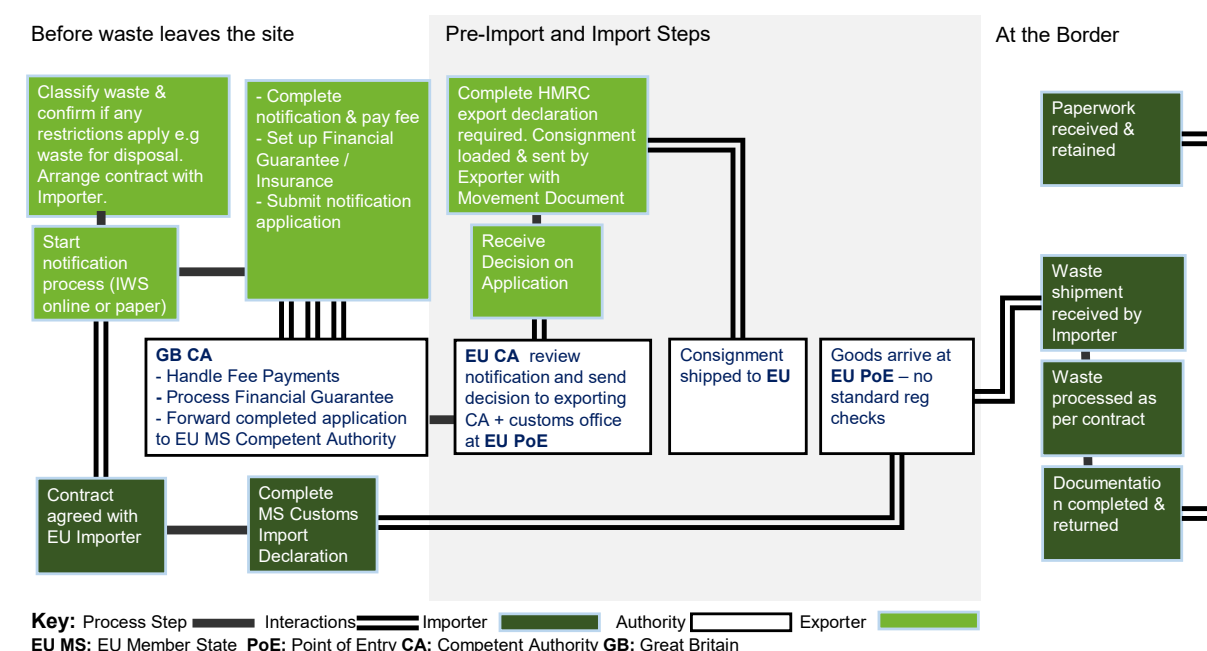 Before waste leaves the site
Pre-Import and Import Steps
At the Border
Classify waste &
confirm if any
restrictions apply e.g
waste for disposal.
Arrange contract with
Importer.
- Complete
notification & pay fee
- Set up Financial
Guarantee /
Insurance
- Submit notification
application
Start
notification
process (IWS
online or paper)
Complete HMRC
export declaration
required. Consignment
loaded & sent by
Exporter with
Movement Document
Receive
Decision on
Application
Paperwork
received &
retained
GB CA
- Handle Fee Payments
- Process Financial Guarantee
- Forward completed application
to EU MS Competent Authority
EU CA review
notification and send
decision to exporting
CA + customs office
at EU PoE
Consignment
shipped to EU
Goods arrive at
EU PoE – no
standard reg
checks
Waste
shipment
received by
Importer
Waste
processed as
per contract
Documentatio
n completed &
returned
Contract
agreed with
EU Importer
Complete
MS Customs
Import
Declaration
Key: Process Step Interactions Importer Authority Exporter
EU MS: EU Member State PoE: Point of Entry CA: Competent Authority GB: Great Britain